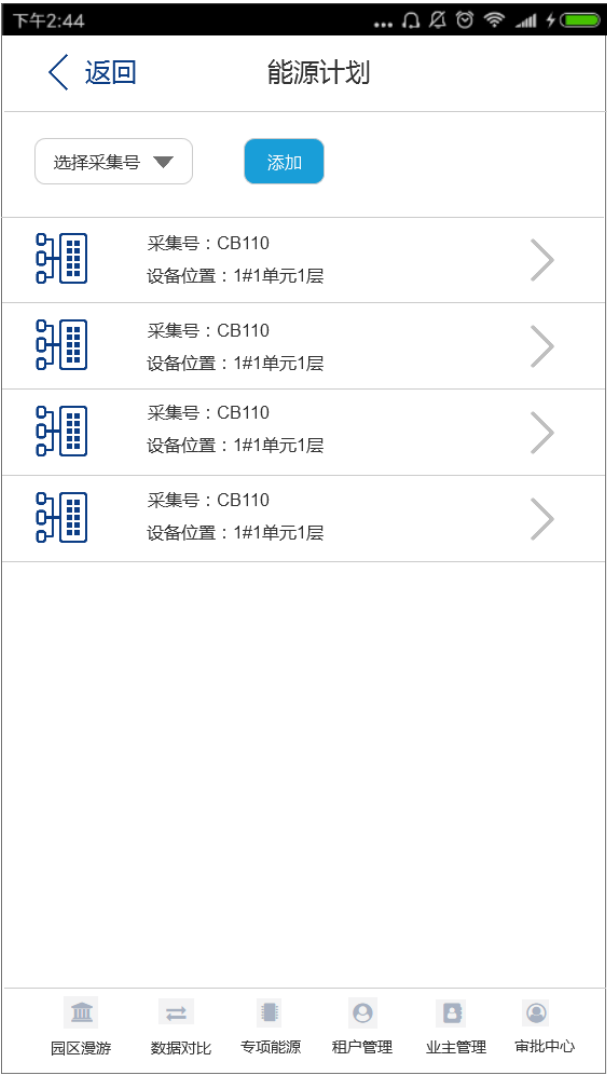 下午2:44
返回
能源计划
选择采集号
添加
采集号：CB110
设备位置：1#1单元1层
采集号：CB110
设备位置：1#1单元1层
采集号：CB110
设备位置：1#1单元1层
采集号：CB110
设备位置：1#1单元1层
园区漫游 数据对比 专项能源 租户管理 业主管理 审批中心